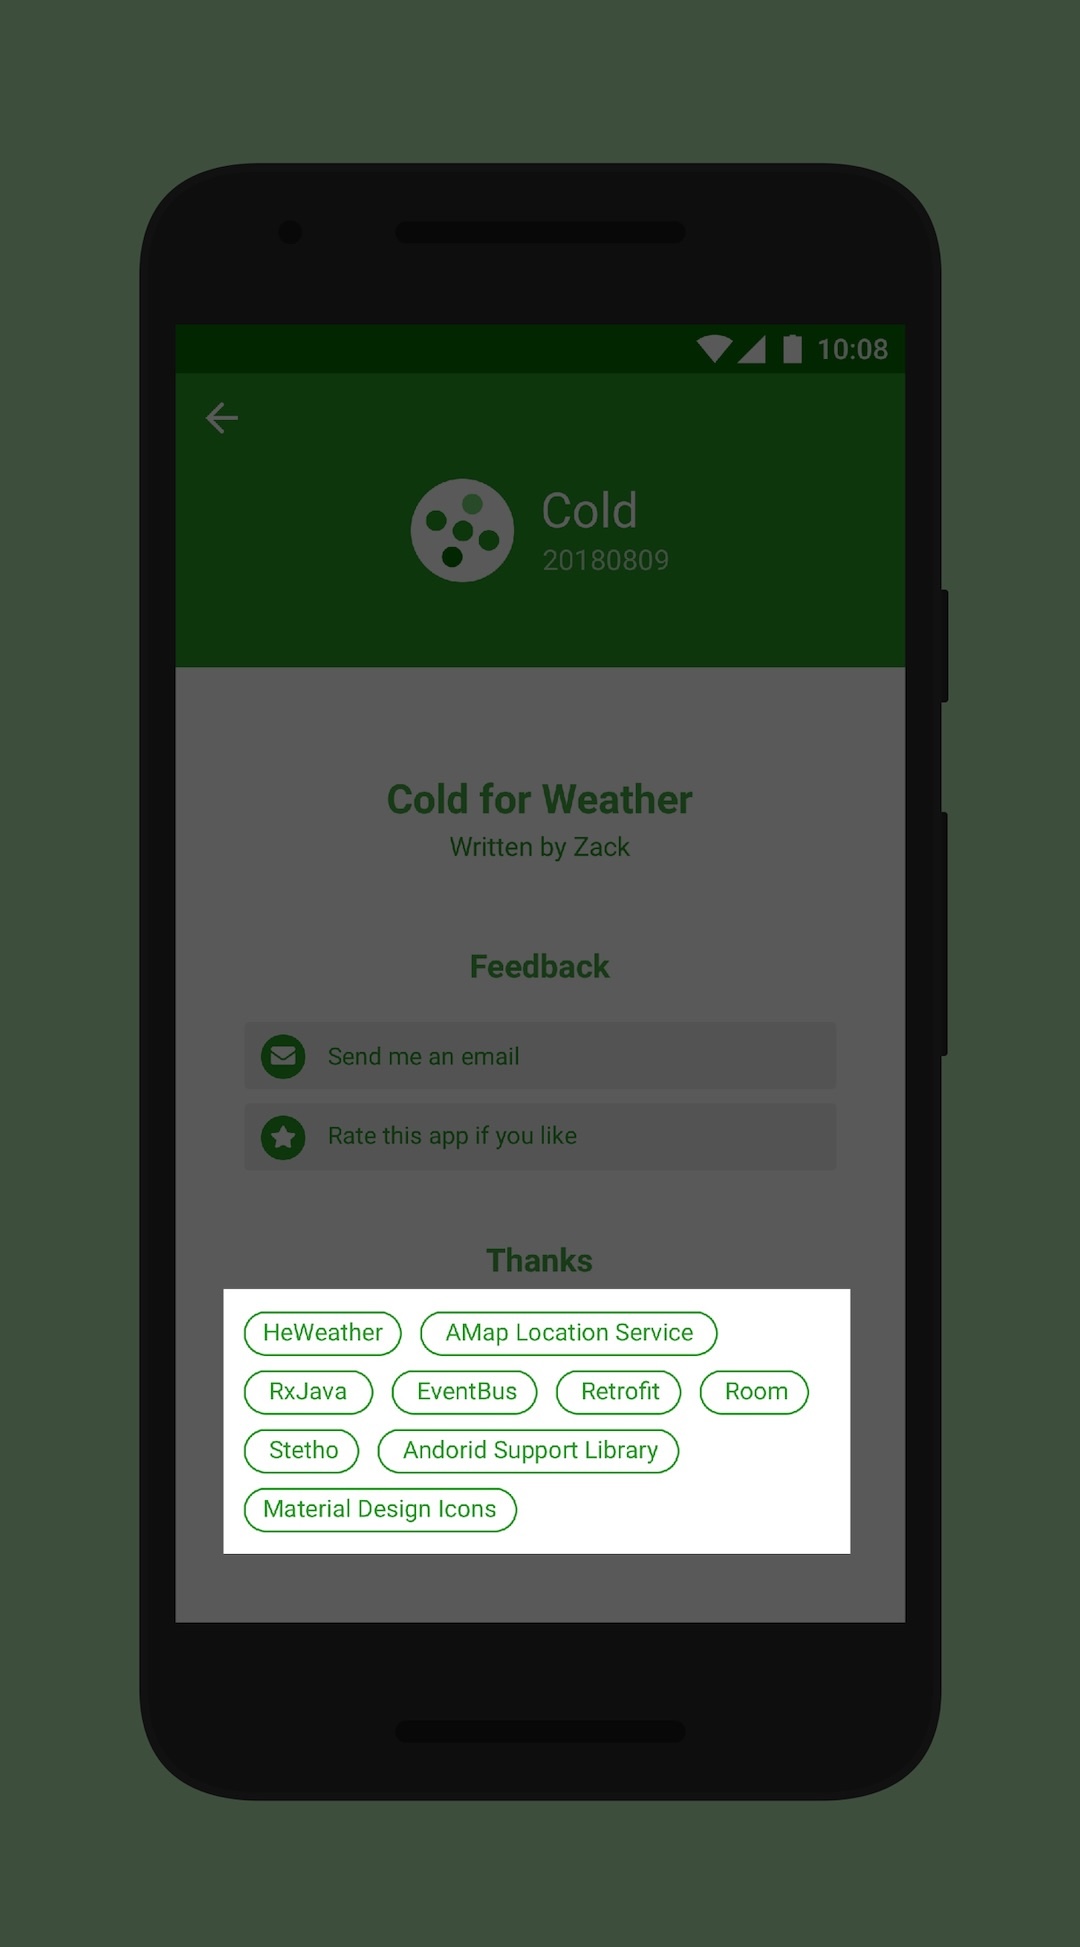 10:08
Cold
20180809
Cold for Weather
Written by Zack
Feedback
Send me an email
Rate this app if you like
Thanks
HeWeather AMap Location Service
RxJava EventBus Retrofit Room
Stetho Andorid Support Library
Material Design Icons